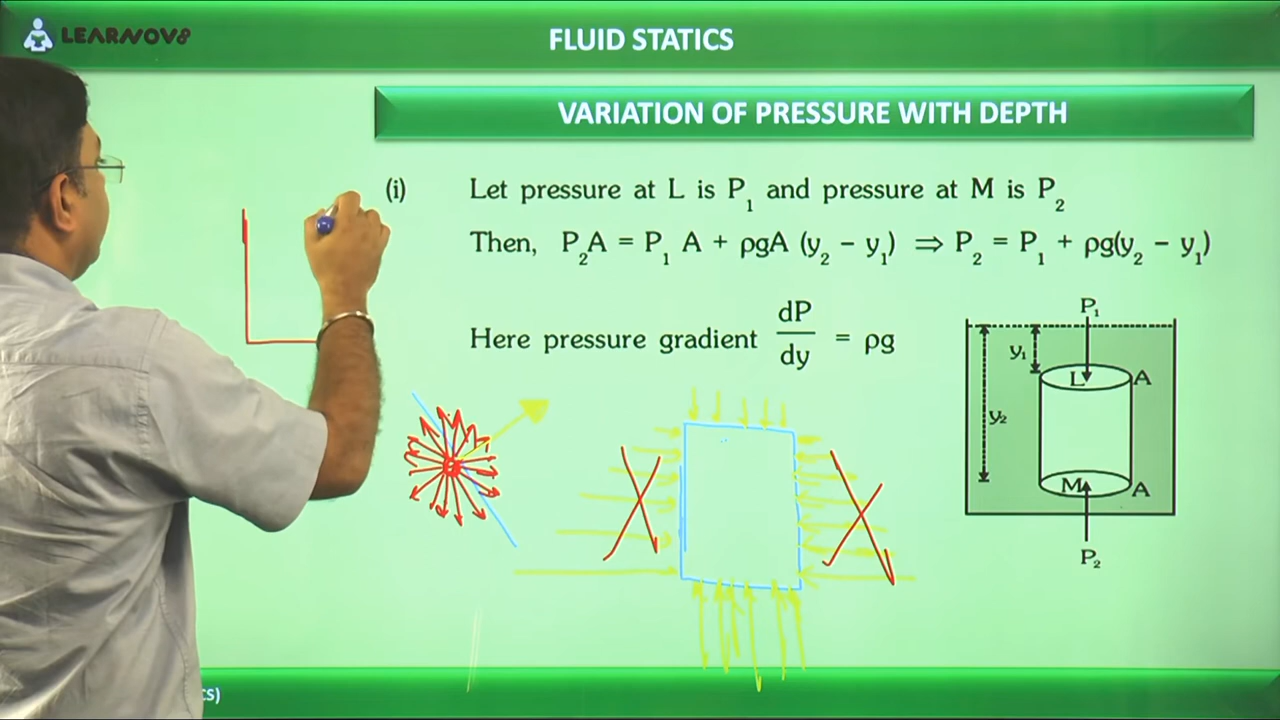 LEARNOV8
FLUID STATICS
VARIATION OF PRESSURE WITH DEPTH
(i) Let pressure at L is P₁ and pressure at M is P₂
Then, P₂A = P₁ A + ρgA (y₂ − y₁) ⇒ P₂ = P₁ + ρg(y₂ − y₁)
Here pressure gradient dP/dy = ρg
P₁
y₁
L A
y₂
M A
P₂
CS)